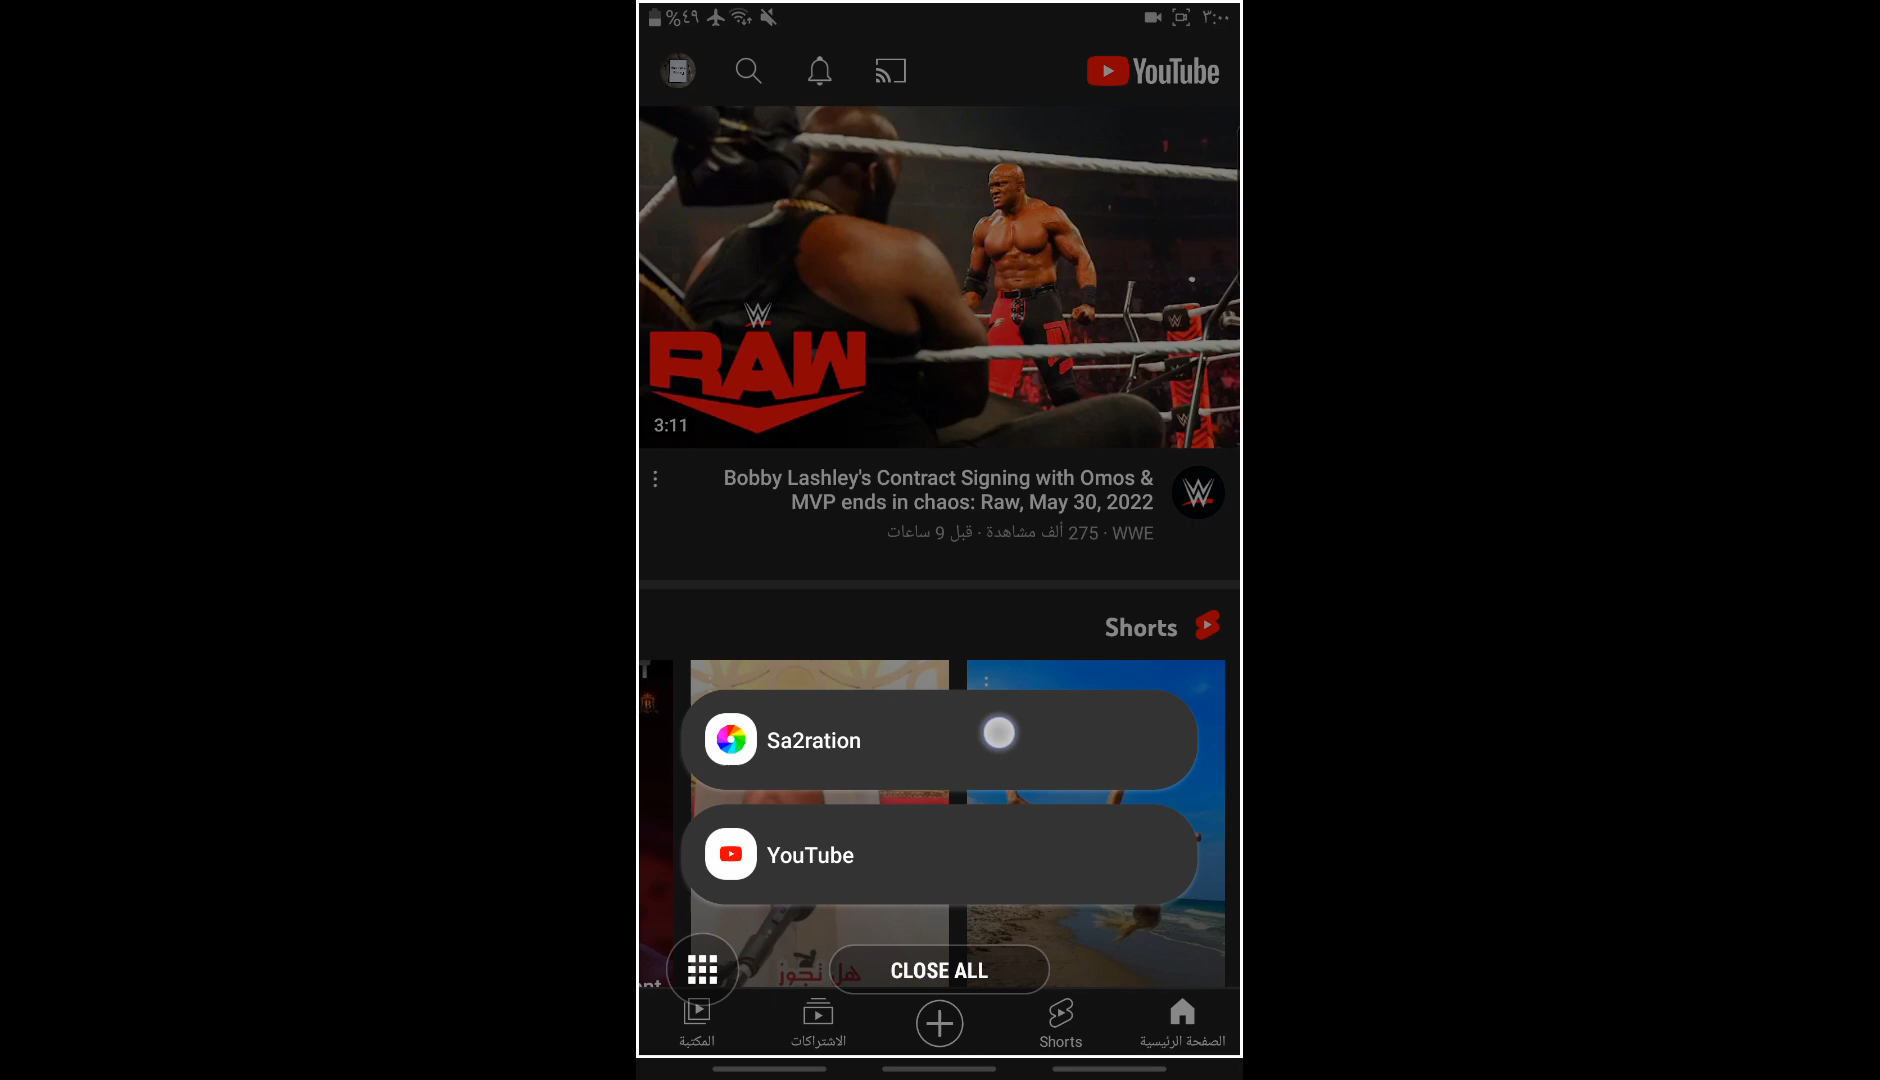 %٤٩
٣:٠٠
YouTube
W
RAW
3:11
Bobby Lashley's Contract Signing with Omos &
MVP ends in chaos: Raw, May 30, 2022
WWE · 275 ألف مشاهدة · قبل 9 ساعات
Shorts
Sa2ration
YouTube
هل تجوز
CLOSE ALL
المكتبة
الاشتراكات
Shorts
الصفحة الرئيسية